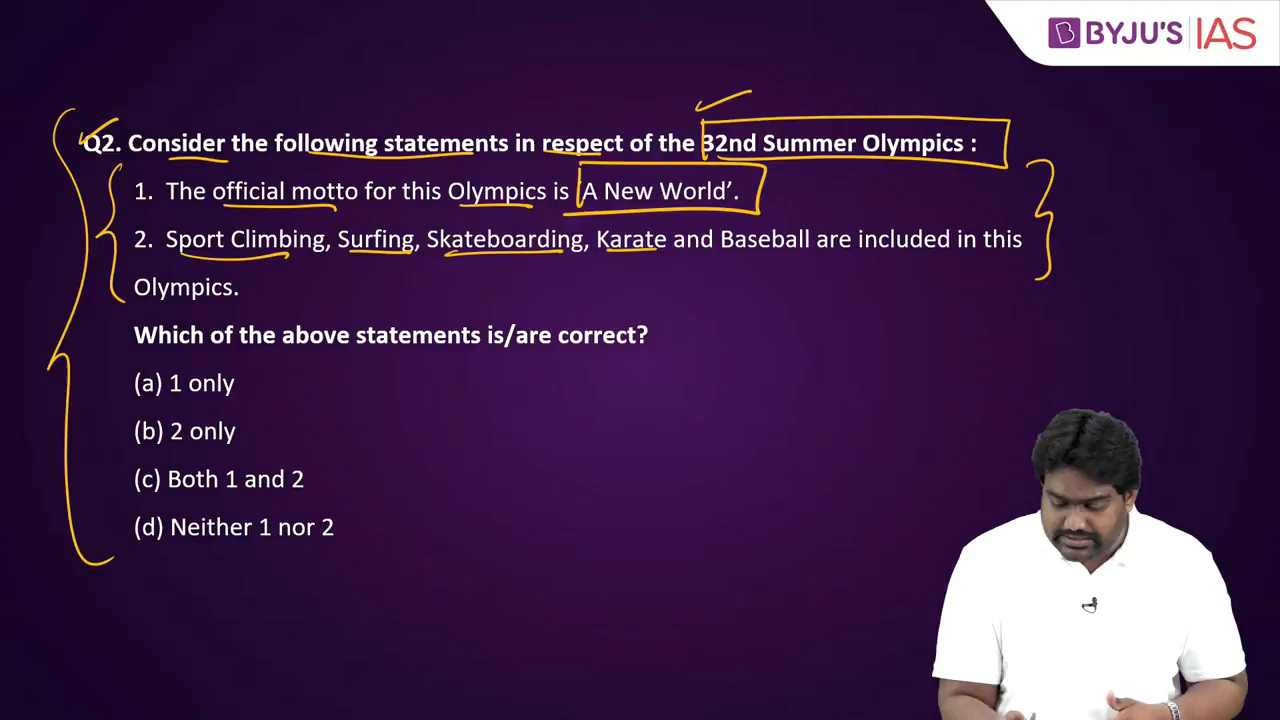 BYJU'S IAS
Q2. Consider the following statements in respect of the 32nd Summer Olympics :
1. The official motto for this Olympics is 'A New World'.
2. Sport Climbing, Surfing, Skateboarding, Karate and Baseball are included in this
Olympics.
Which of the above statements is/are correct?
(a) 1 only
(b) 2 only
(c) Both 1 and 2
(d) Neither 1 nor 2